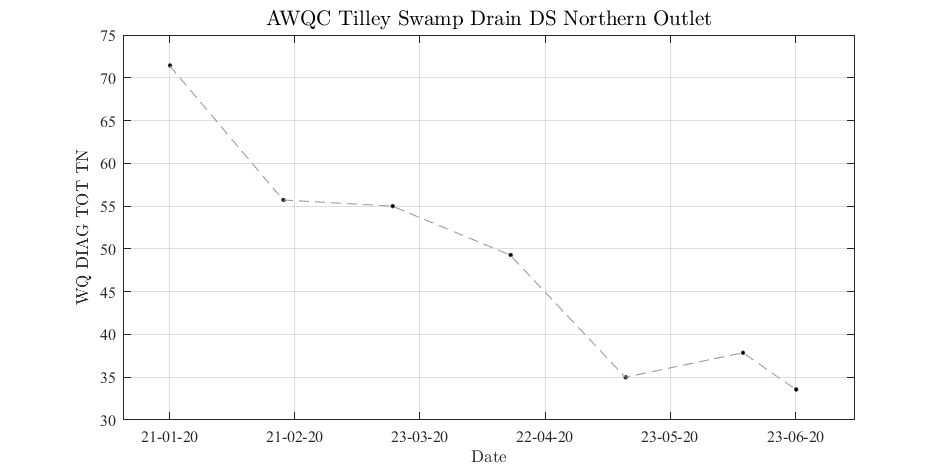 AWQC Tilley Swamp Drain DS Northern Outlet
WQ DIAG TOT TN
75
70
65
60
55
50
45
40
35
30
21-01-20 21-02-20 23-03-20 22-04-20 23-05-20 23-06-20
Date